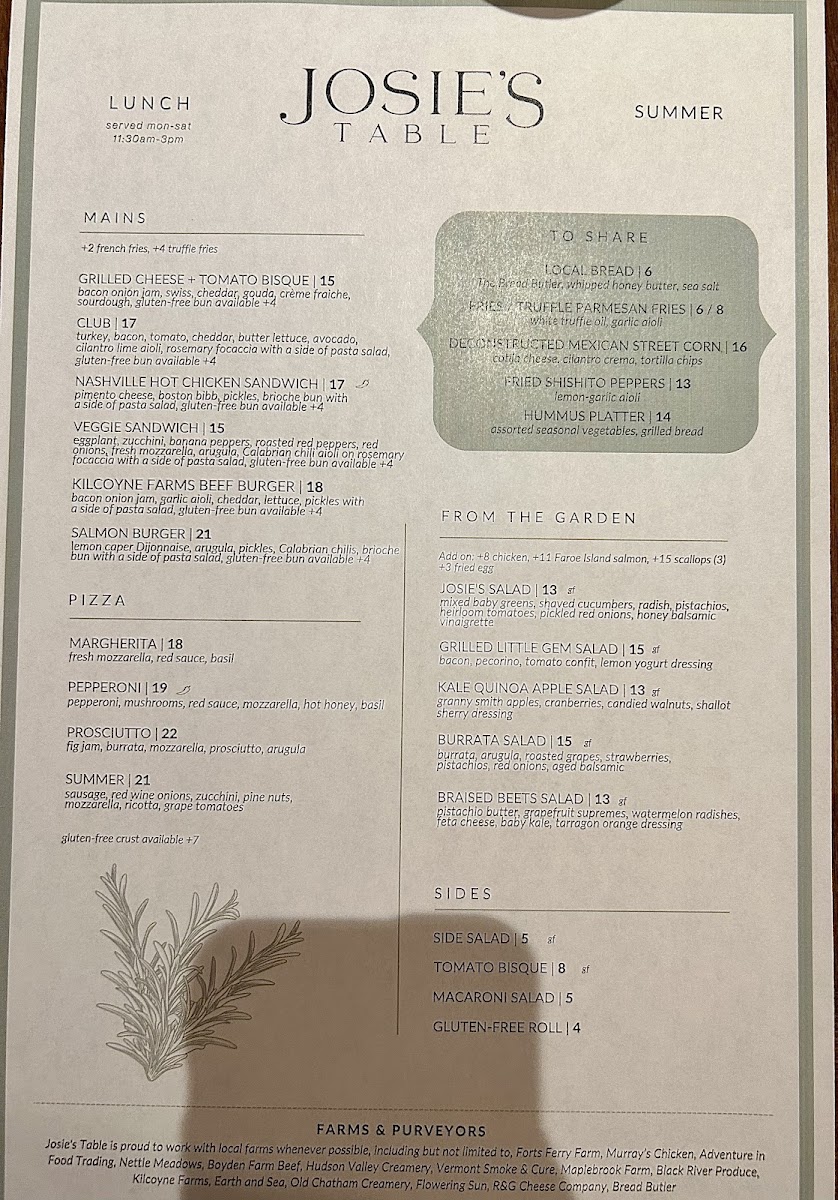 LUNCH
served mon-sat
11:30am-3pm
JOSIE'S
TABLE
SUMMER
MAINS
+2 french fries, +4 truffle fries
GRILLED CHEESE + TOMATO BISQUE | 15
bacon onion jam, swiss, cheddar, gouda, crème fraiche,
sourdough, gluten-free bun available +4
CLUB | 17
turkey, bacon, tomato, cheddar, butter lettuce, avocado,
cilantro lime aioli, rosemary focaccia with a side of pasta salad,
gluten-free bun available +4
NASHVILLE HOT CHICKEN SANDWICH | 17
pimento cheese, boston bibb, pickles, brioche bun with
a side of pasta salad, gluten-free bun available +4
VEGGIE SANDWICH | 15
eggplant, zucchini, banana peppers, roasted red peppers, red
onions, fresh mozzarella, arugula, Calabrian chili aioli on rosemary
focaccia with a side of pasta salad, gluten-free bun available +4
KILCOYNE FARMS BEEF BURGER | 18
bacon onion jam, garlic aioli, cheddar, lettuce, pickles with
a side of pasta salad, gluten-free bun available +4
SALMON BURGER | 21
lemon caper Dijonnaise, arugula, pickles, Calabrian chilis, brioche
bun with a side of pasta salad, gluten-free bun available +4
PIZZA
MARGHERITA | 18
fresh mozzarella, red sauce, basil
PEPPERONI | 19
pepperoni, mushrooms, red sauce, mozzarella, hot honey, basil
PROSCIUTTO | 22
fig jam, burrata, mozzarella, prosciutto, arugula
SUMMER | 21
sausage, red wine onions, zucchini, pine nuts,
mozzarella, ricotta, grape tomatoes
gluten-free crust available +7
TO SHARE
LOCAL BREAD | 6
The Bread Butler, whipped honey butter, sea salt
FRIES / TRUFFLE PARMESAN FRIES | 6 / 8
white truffle oil, garlic aioli
DECONSTRUCTED MEXICAN STREET CORN | 16
cotija cheese, cilantro crema, tortilla chips
FRIED SHISHITO PEPPERS | 13
lemon-garlic aioli
HUMMUS PLATTER | 14
assorted seasonal vegetables, grilled bread
FROM THE GARDEN
Add on: +8 chicken, +11 Faroe Island salmon, +15 scallops (3)
+3 fried egg
JOSIE'S SALAD | 13 gf
mixed baby greens, shaved cucumbers, radish, pistachios,
heirloom tomatoes, pickled red onions, honey balsamic
vinaigrette
GRILLED LITTLE GEM SALAD | 15 gf
bacon, pecorino, tomato confit, lemon yogurt dressing
KALE QUINOA APPLE SALAD | 13 gf
granny smith apples, cranberries, candied walnuts, shallot
sherry dressing
BURRATA SALAD | 15 gf
burrata, arugula, roasted grapes, strawberries,
pistachios, red onions, aged balsamic
BRAISED BEETS SALAD | 13 gf
pistachio butter, grapefruit supremes, watermelon radishes,
feta cheese, baby kale, tarragon orange dressing
SIDES
SIDE SALAD | 5 gf
TOMATO BISQUE | 8 gf
MACARONI SALAD | 5
GLUTEN-FREE ROLL | 4
FARMS & PURVEYORS
Josie's Table is proud to work with local farms whenever possible, including but not limited to, Forts Ferry Farm, Murray's Chicken, Adventure in
Food Trading, Nettle Meadows, Boyden Farm Beef, Hudson Valley Creamery, Vermont Smoke & Cure, Maplebrook Farm, Black River Produce,
Kilcoyne Farms, Earth and Sea, Old Chatham Creamery, Flowering Sun, R&G Cheese Company, Bread Butler